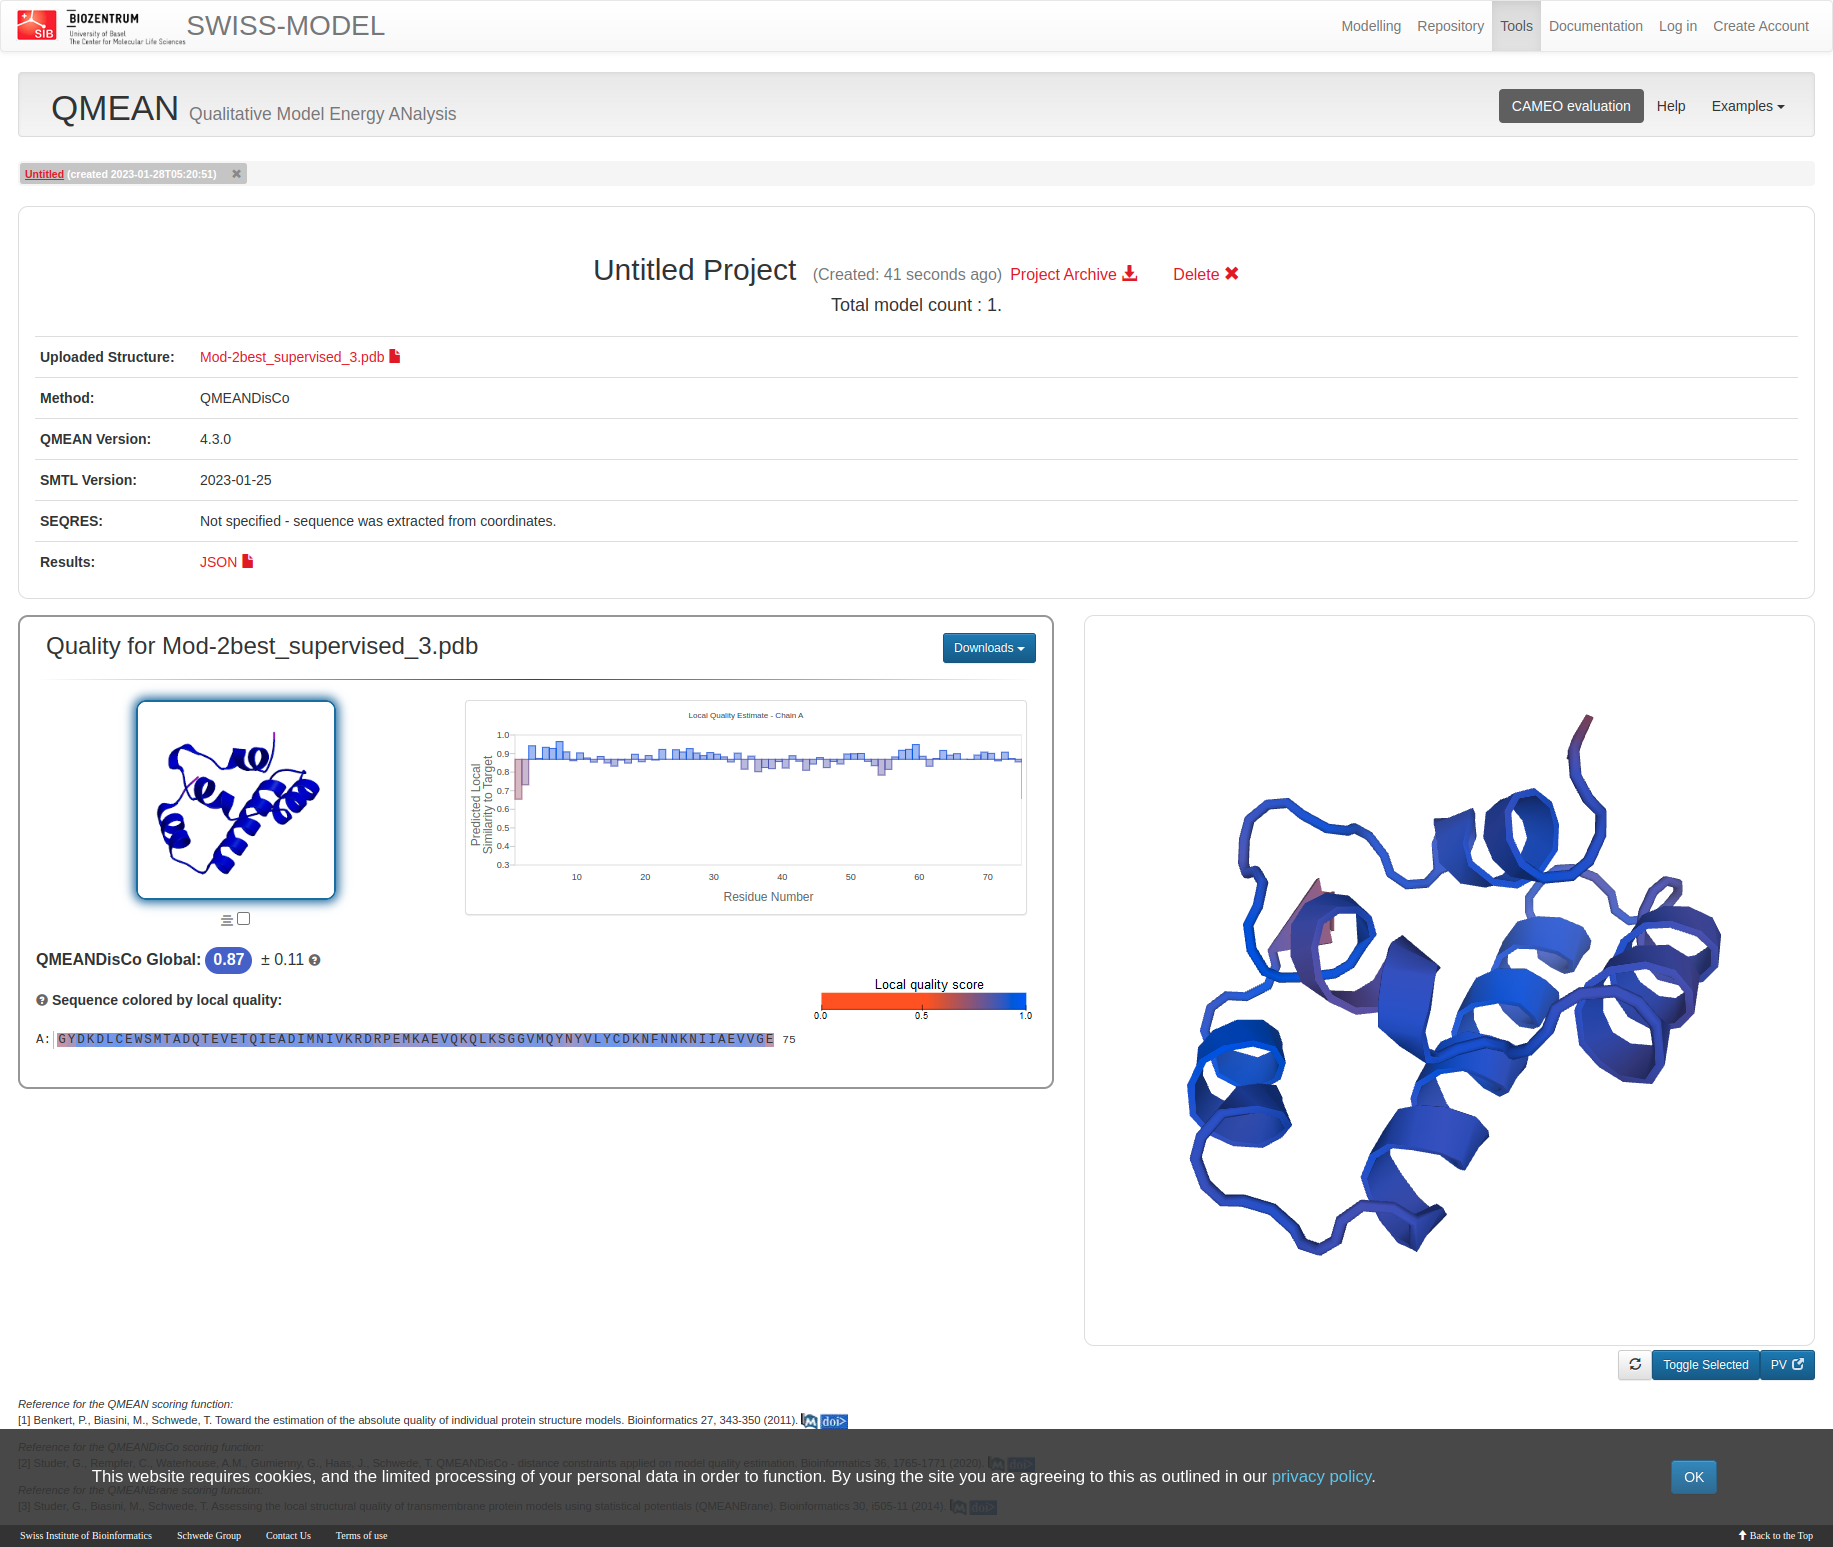 SIB
BIOZENTRUM
University of Basel
The Center for Molecular Life Sciences
SWISS-MODEL
Modelling Repository Tools Documentation Log in Create Account
QMEAN Qualitative Model Energy ANalysis
CAMEO evaluation Help Examples
Untitled (created 2023-01-28T05:20:51)
Untitled Project (Created: 41 seconds ago) Project Archive Delete
Total model count : 1.
Uploaded Structure: Mod-2best_supervised_3.pdb
Method: QMEANDisCo
QMEAN Version: 4.3.0
SMTL Version: 2023-01-25
SEQRES: Not specified - sequence was extracted from coordinates.
Results: JSON
Quality for Mod-2best_supervised_3.pdb
Downloads
Local Quality Estimate - Chain A
Predicted Local
Similarity to Target
1.0
0.9
0.8
0.7
0.6
0.5
0.4
0.3
10 20 30 40 50 60 70
Residue Number
QMEANDisCo Global: 0.87 ± 0.11
Sequence colored by local quality:
Local quality score
0.0 0.5 1.0
A: GYDKDLCEWSMTADQTEVETQIEADIMNIVKRDRPEMKAEVQKQLKSGGVMQYNYVLYCDKNFNNKNIIAEVVGE 75
Toggle Selected PV
Reference for the QMEAN scoring function:
[1] Benkert, P., Biasini, M., Schwede, T. Toward the estimation of the absolute quality of individual protein structure models. Bioinformatics 27, 343-350 (2011). M doi>
Reference for the QMEANDisCo scoring function:
[2] Studer, G., Rempfer, C., Waterhouse, A.M., Gumienny, G., Haas, J., Schwede, T. QMEANDisCo - distance constraints applied on model quality estimation. Bioinformatics 36, 1765-1771 (2020). M doi>
This website requires cookies, and the limited processing of your personal data in order to function. By using the site you are agreeing to this as outlined in our privacy policy.
OK
Reference for the QMEANBrane scoring function:
[3] Studer, G., Biasini, M., Schwede, T. Assessing the local structural quality of transmembrane protein models using statistical potentials (QMEANBrane). Bioinformatics 30, i505-11 (2014). M doi>
Swiss Institute of Bioinformatics Schwede Group Contact Us Terms of use
Back to the Top